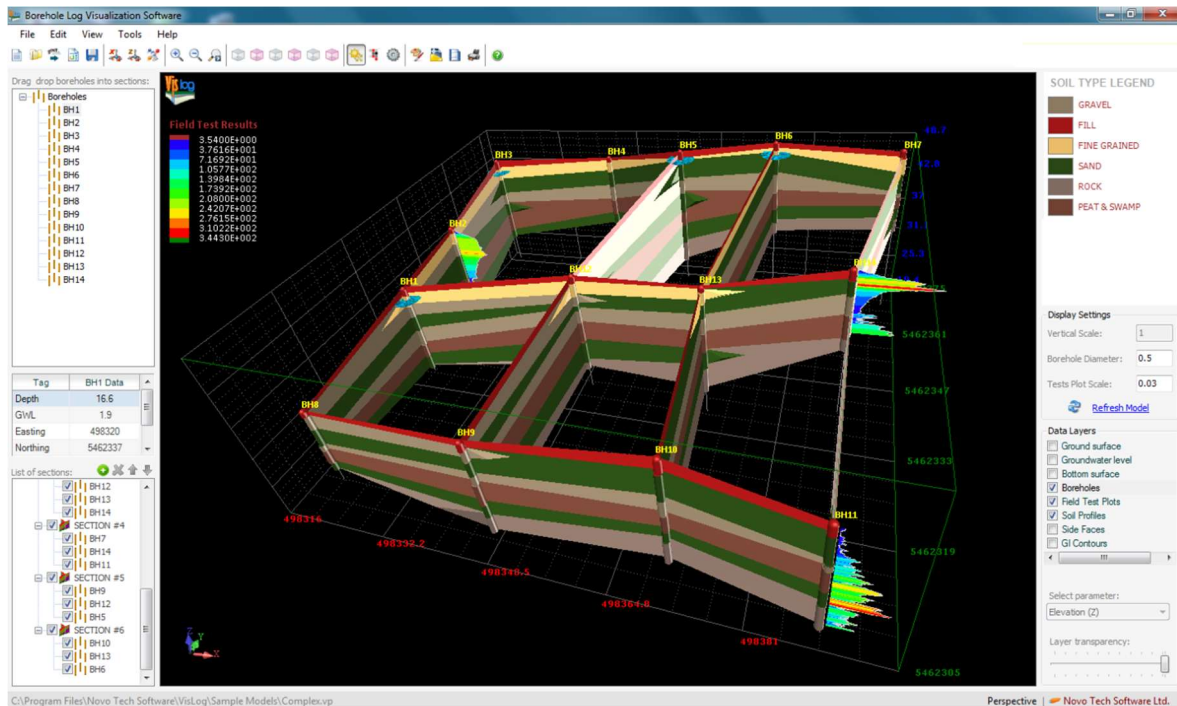 Borehole Log Visualization Software
File Edit View Tools Help
Drag drop boreholes into sections:
Boreholes
BH1
BH2
BH3
BH4
BH5
BH6
BH7
BH8
BH9
BH10
BH11
BH12
BH13
BH14
Tag BH1 Data
Depth 16.6
GWL 1.9
Easting 498320
Northing 5462337
List of sections:
BH12
BH13
BH14
SECTION #4
BH7
BH14
BH11
SECTION #5
BH9
BH12
BH5
SECTION #6
BH10
BH13
BH6
VisLog
Field Test Results
3.5400E+000
3.7616E+001
7.1692E+001
1.0577E+002
1.3984E+002
1.7392E+002
2.0800E+002
2.4207E+002
2.7615E+002
3.1022E+002
3.4430E+002
BH3
BH4
BH5
BH6
BH7
BH2
BH1
BH13
BH8
BH9
BH10
BH11
42.8
25.3
5462361
5462347
5462333
5462319
5462305
498316
498332.2
498348.5
498364.8
498381
Z
Y
X
SOIL TYPE LEGEND
GRAVEL
FILL
FINE GRAINED
SAND
ROCK
PEAT & SWAMP
Display Settings
Vertical Scale: 1
Borehole Diameter: 0.5
Tests Plot Scale: 0.03
Refresh Model
Data Layers
Ground surface
Groundwater level
Bottom surface
Boreholes
Field Test Plots
Soil Profiles
Side Faces
GI Contours
Select parameter:
Elevation (Z)
Layer transparency:
C:\Program Files\Novo Tech Software\VisLog\Sample Models\Complex.vp
Perspective
Novo Tech Software Ltd.